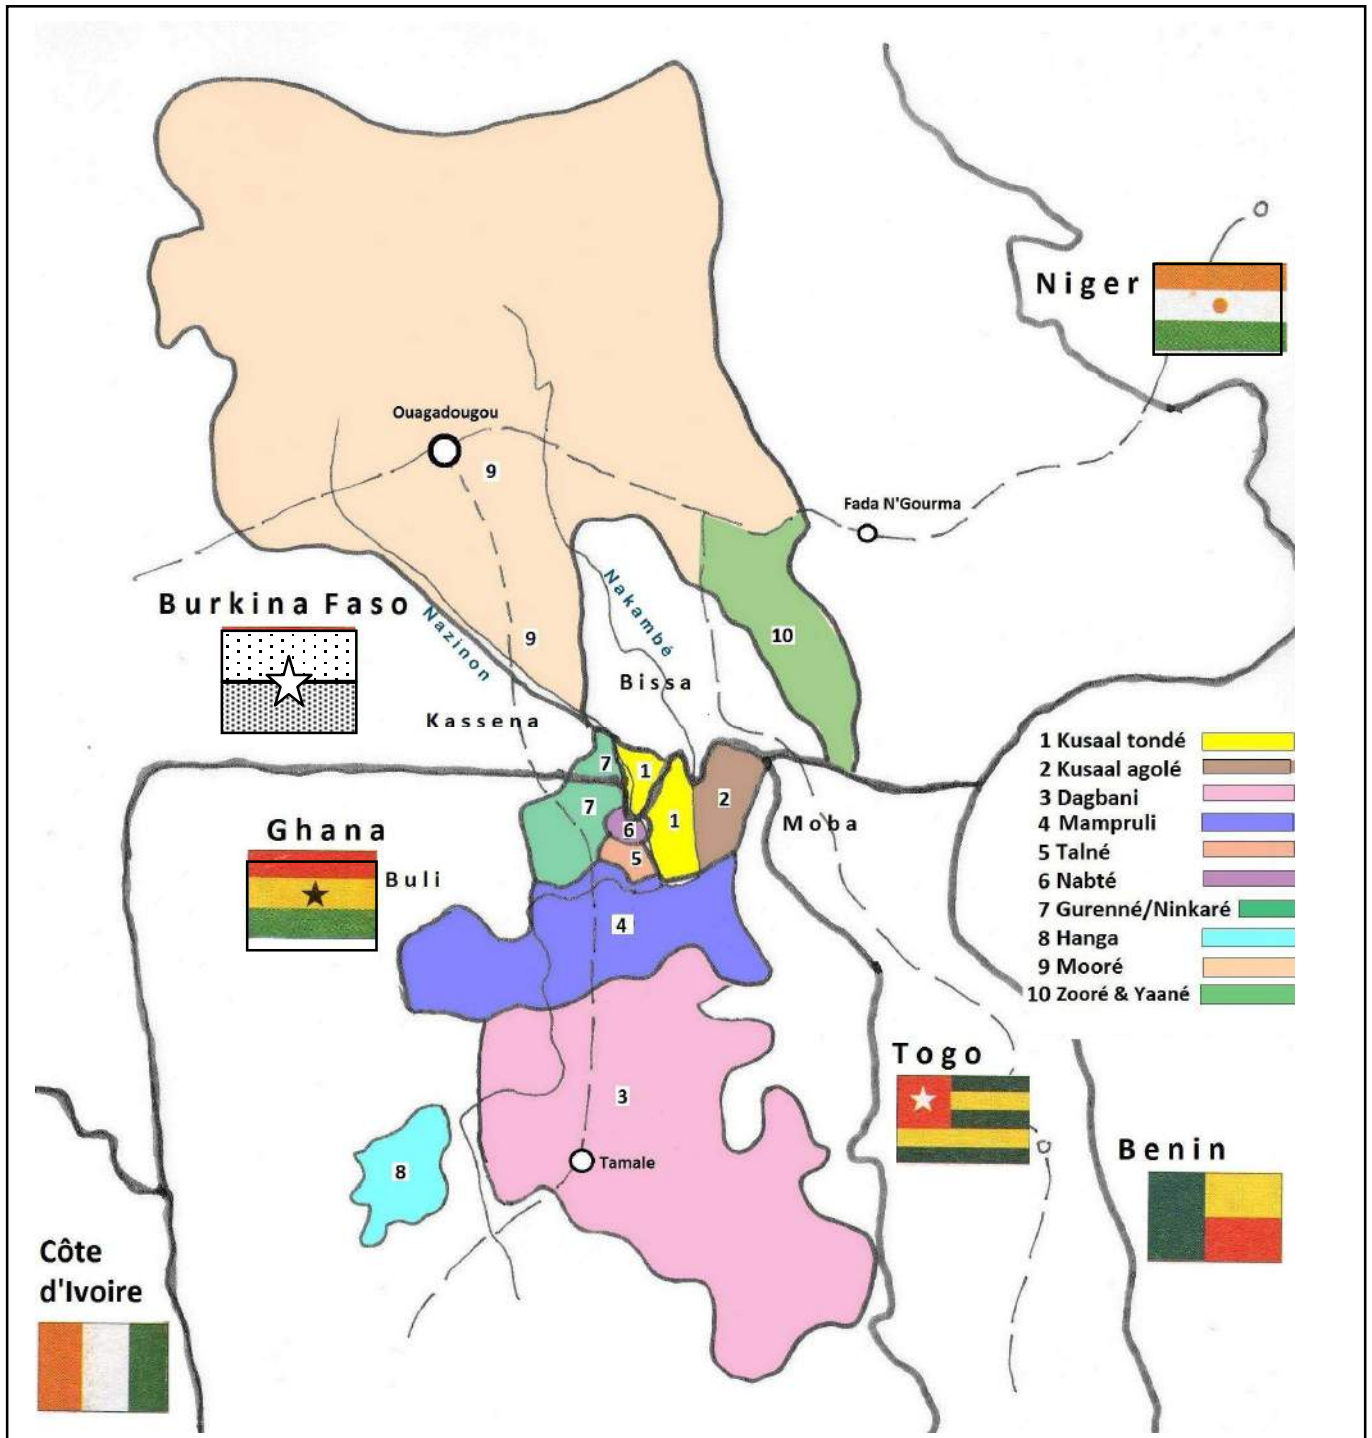 Niger
Ouagadougou
9
Fada N'Gourma
Burkina Faso
Nazinon
Nakambé
9
10
Bissa
Kassena
1 Kusaal tondé
2 Kusaal agolé
3 Dagbani
4 Mampruli
5 Talné
6 Nabté
7 Gurenné/Ninkaré
8 Hanga
9 Mooré
10 Zooré & Yaané
7
1
7
2
1
6
5
Moba
Ghana
Buli
4
Togo
3
Benin
Tamale
8
Côte
d'Ivoire